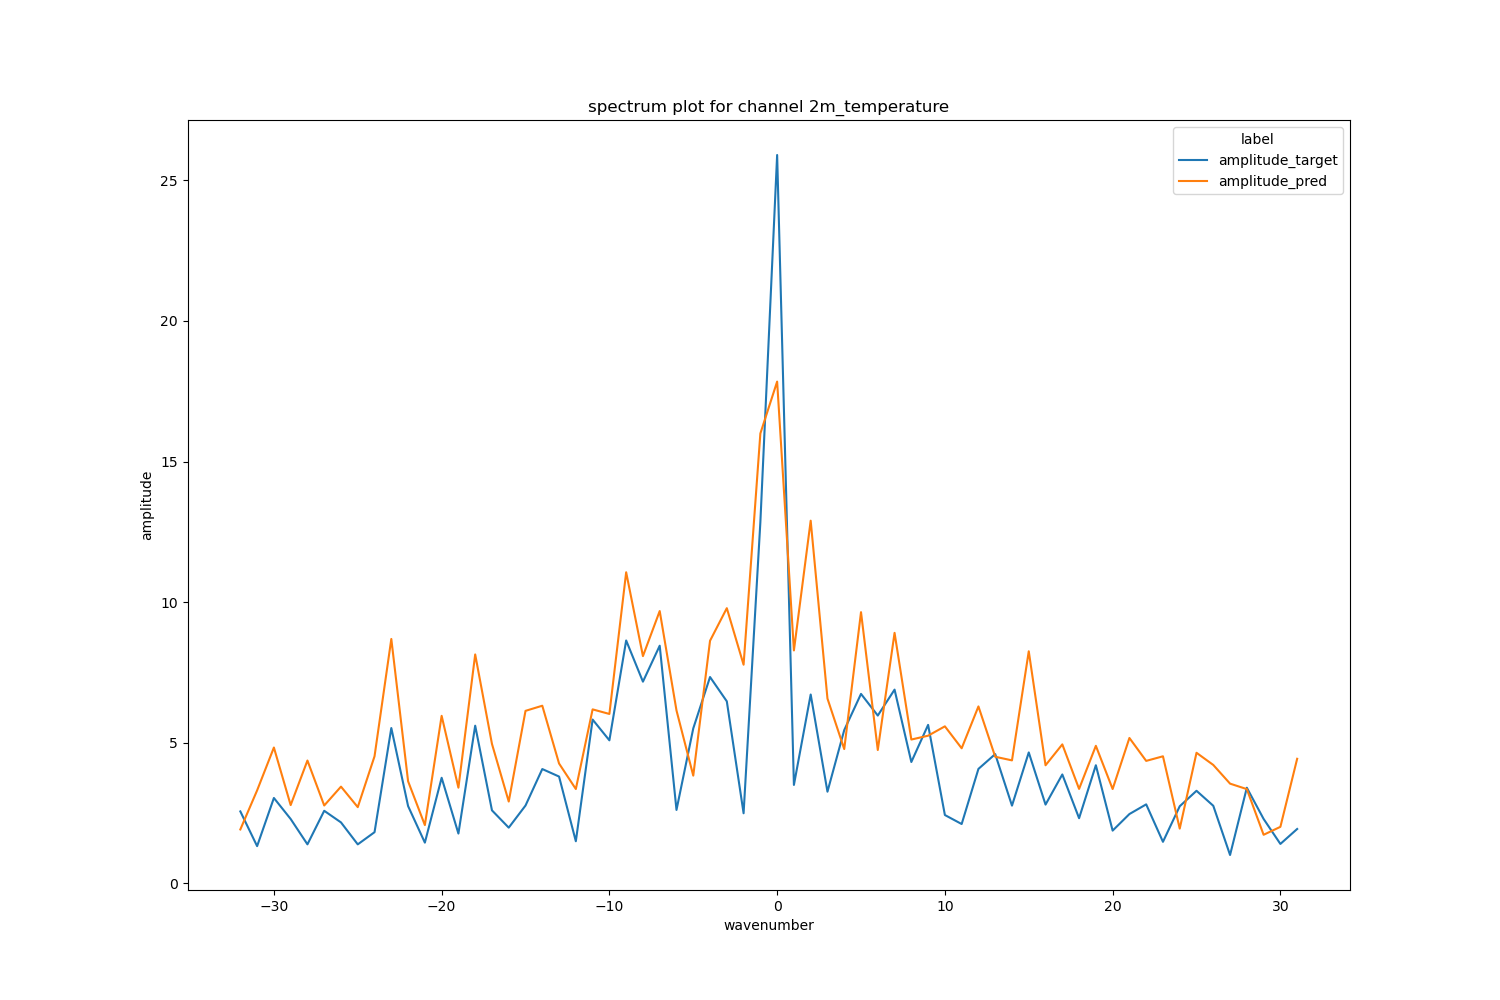 spectrum plot for channel 2m_temperature
label
amplitude_target
amplitude_pred
amplitude
25
20
15
10
5
0
−30
−20
−10
0
10
20
30
wavenumber